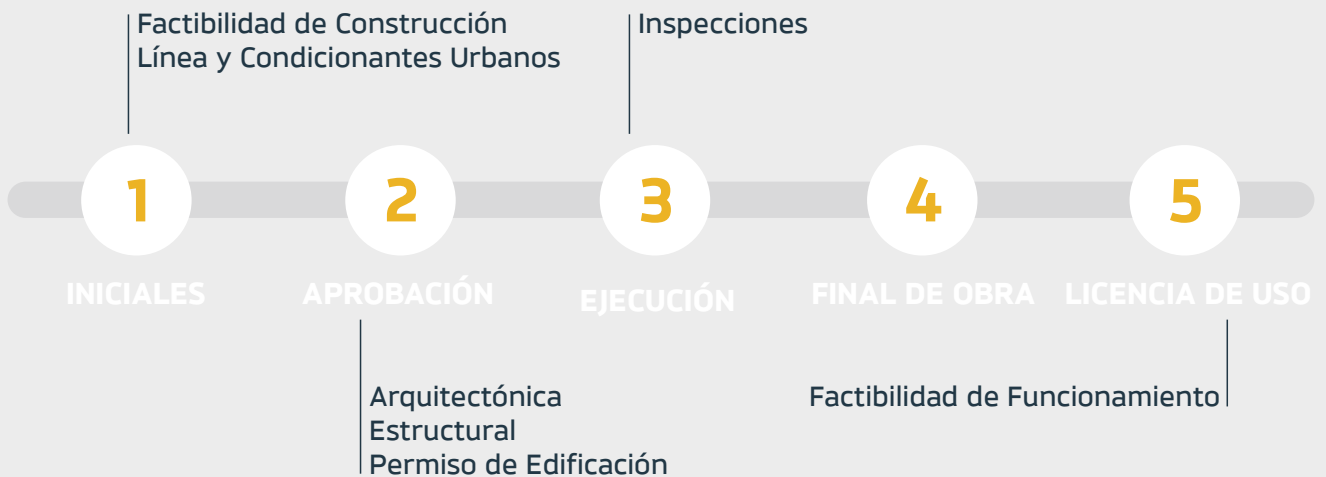 Factibilidad de Construcción
Línea y Condicionantes Urbanos
Inspecciones
1
2
3
4
5
INICIALES
APROBACIÓN
EJECUCIÓN
FINAL DE OBRA
LICENCIA DE USO
Arquitectónica
Estructural
Permiso de Edificación
Factibilidad de Funcionamiento